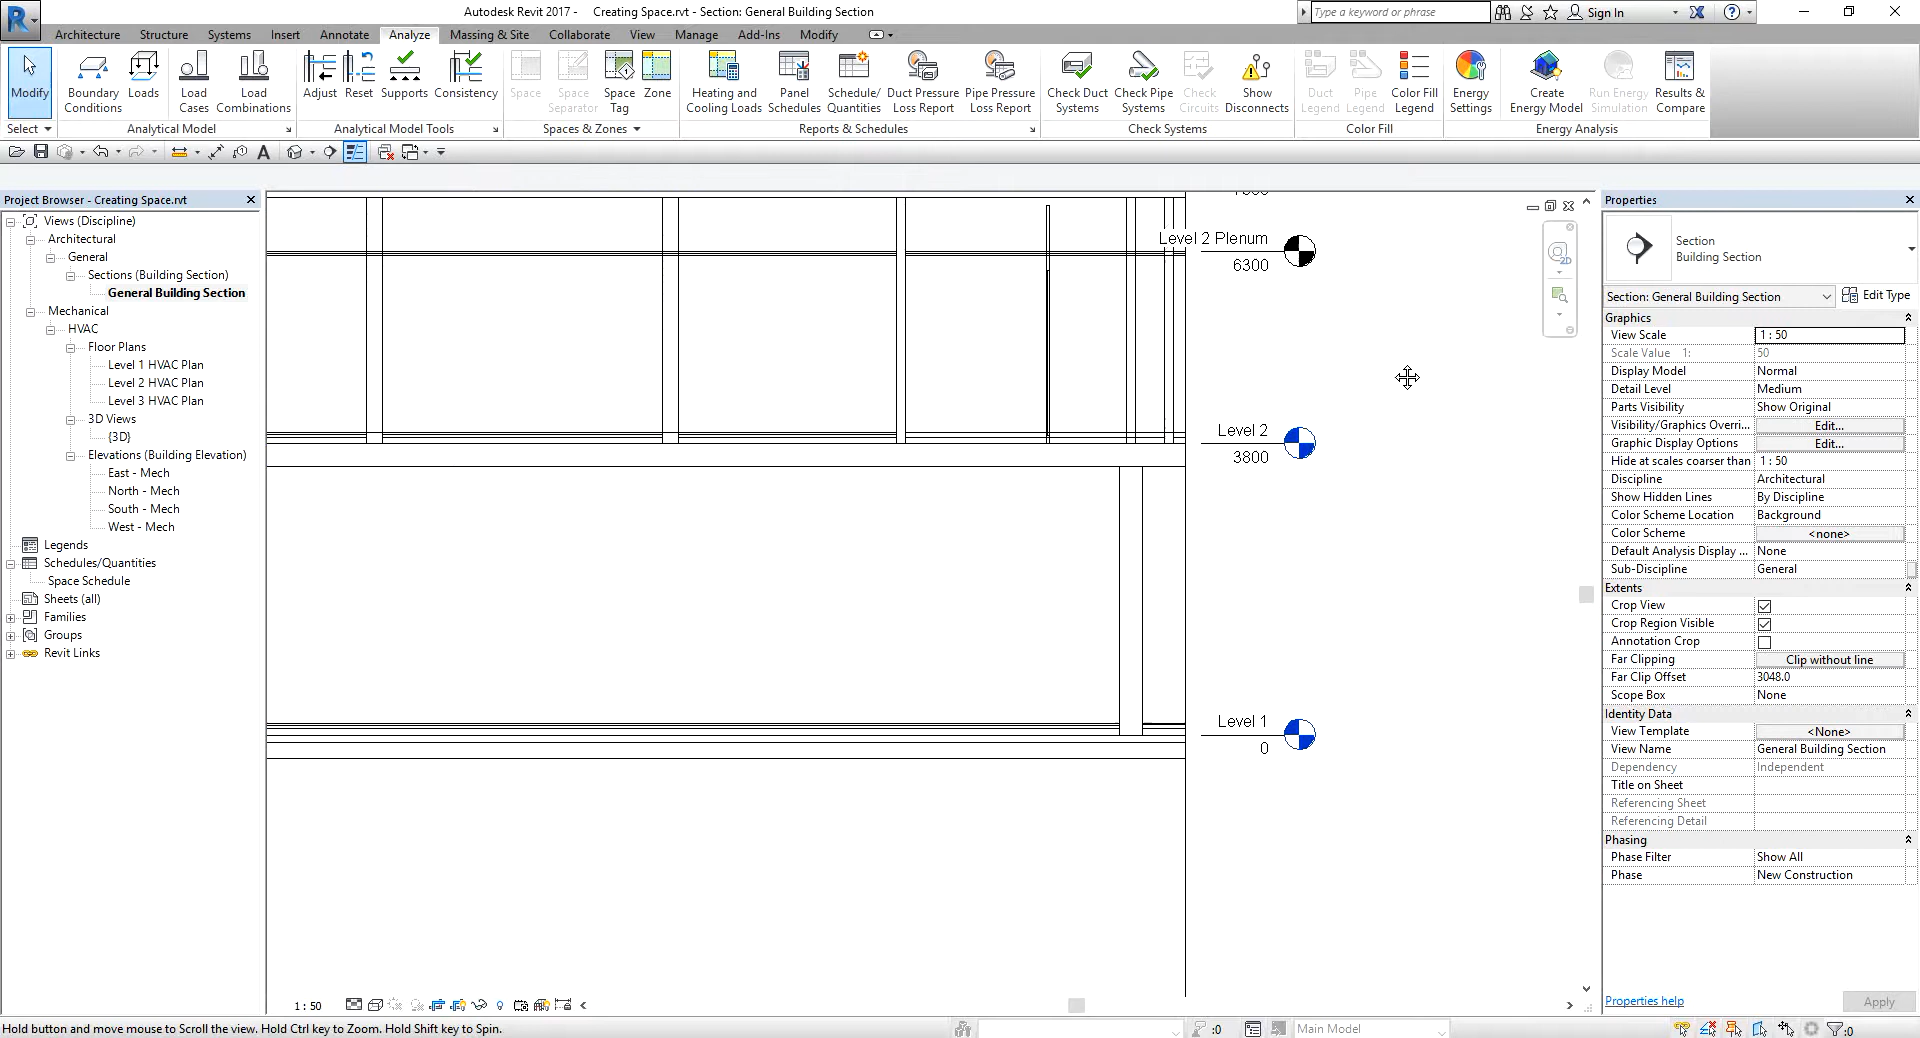 Autodesk Revit 2017 - Creating Space.rvt - Section: General Building Section
Type a keyword or phrase
Sign In
Architecture Structure Systems Insert Annotate Analyze Massing & Site Collaborate View Manage Add-Ins Modify
Modify
Boundary Conditions
Loads
Load Cases
Load Combinations
Adjust
Reset
Supports
Consistency
Space
Space Separator
Space Tag
Zone
Heating and Cooling Loads
Panel Schedules
Schedule/ Quantities
Duct Pressure Loss Report
Pipe Pressure Loss Report
Check Duct Systems
Check Pipe Systems
Check Circuits
Show Disconnects
Duct Legend
Pipe Legend
Color Fill Legend
Energy Settings
Create Energy Model
Run Energy Simulation
Results & Compare
Select
Analytical Model
Analytical Model Tools
Spaces & Zones
Reports & Schedules
Check Systems
Color Fill
Energy Analysis
Project Browser - Creating Space.rvt
Views (Discipline)
Architectural
General
Sections (Building Section)
General Building Section
Mechanical
HVAC
Floor Plans
Level 1 HVAC Plan
Level 2 HVAC Plan
Level 3 HVAC Plan
3D Views
{3D}
Elevations (Building Elevation)
East - Mech
North - Mech
South - Mech
West - Mech
Legends
Schedules/Quantities
Space Schedule
Sheets (all)
Families
Groups
Revit Links
Level 2 Plenum
6300
Level 2
3800
Level 1
0
2D
Properties
Section
Building Section
Section: General Building Section
Edit Type
Graphics
View Scale 1 : 50
Scale Value 1: 50
Display Model Normal
Detail Level Medium
Parts Visibility Show Original
Visibility/Graphics Overri... Edit...
Graphic Display Options Edit...
Hide at scales coarser than 1 : 50
Discipline Architectural
Show Hidden Lines By Discipline
Color Scheme Location Background
Color Scheme <none>
Default Analysis Display ... None
Sub-Discipline General
Extents
Crop View
Crop Region Visible
Annotation Crop
Far Clipping Clip without line
Far Clip Offset 3048.0
Scope Box None
Identity Data
View Template <None>
View Name General Building Section
Dependency Independent
Title on Sheet
Referencing Sheet
Referencing Detail
Phasing
Phase Filter Show All
Phase New Construction
Properties help
Apply
1 : 50
Hold button and move mouse to Scroll the view. Hold Ctrl key to Zoom. Hold Shift key to Spin.
:0
Main Model
:0